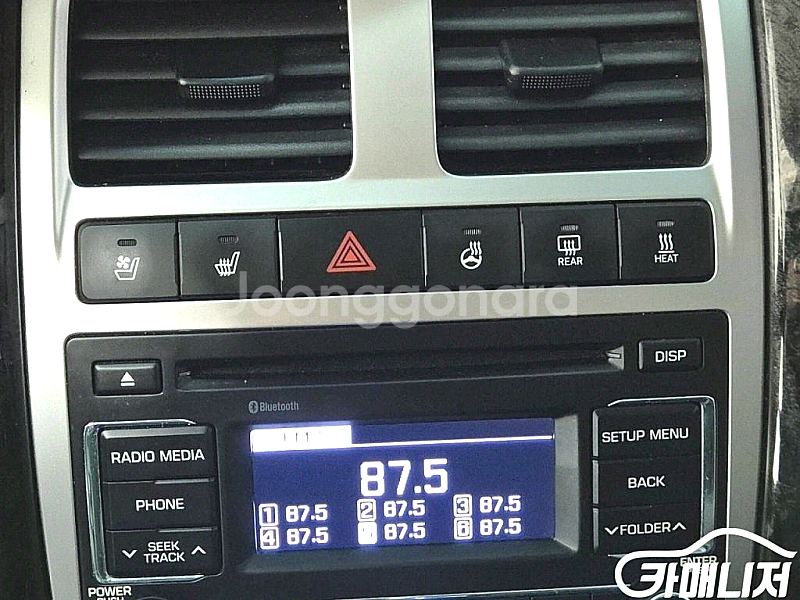 REAR
HEAT
Joonggonara
DISP
Bluetooth
RADIO MEDIA
SETUP MENU
87.5
PHONE
BACK
1 87.5 2 87.5 3 87.5
4 87.5 87.5 6 87.5
SEEK
TRACK
FOLDER
POWER
ENTER
카매니저